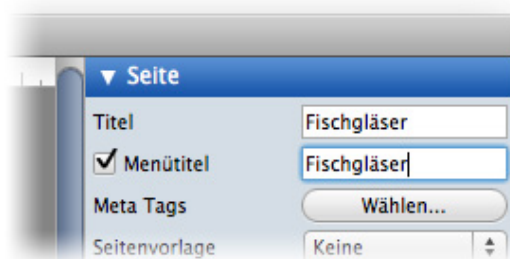 ▼ Seite
Titel Fischgläser
Menütitel Fischgläser
Meta Tags Wählen...
Seitenvorlage Keine